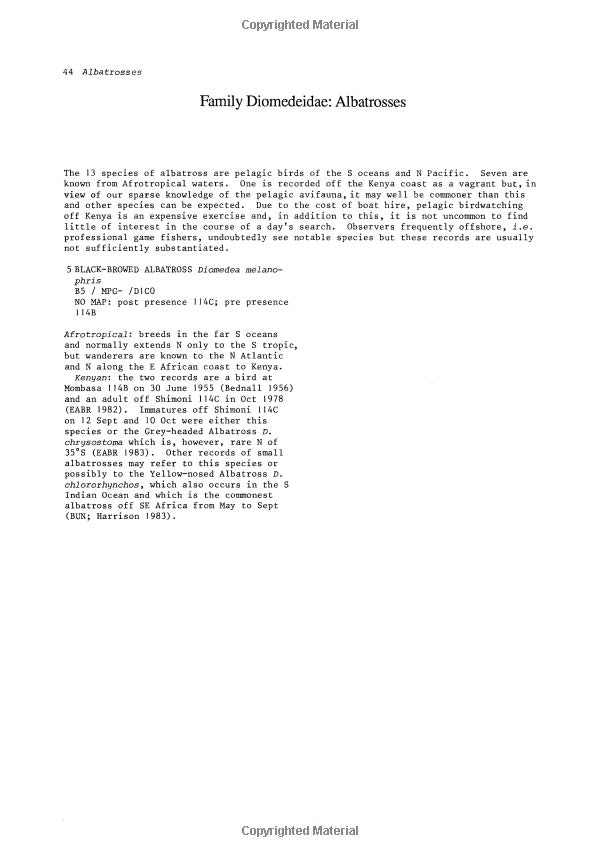 Copyrighted Material
44 Albatrosses
Family Diomedeidae: Albatrosses
The 13 species of albatross are pelagic birds of the S oceans and N Pacific. Seven are
known from Afrotropical waters. One is recorded off the Kenya coast as a vagrant but, in
view of our sparse knowledge of the pelagic avifauna, it may well be commoner than this
and other species can be expected. Due to the cost of boat hire, pelagic birdwatching
off Kenya is an expensive exercise and, in addition to this, it is not uncommon to find
little of interest in the course of a day's search. Observers frequently offshore, i.e.
professional game fishers, undoubtedly see notable species but these records are usually
not sufficiently substantiated.
5 BLACK-BROWED ALBATROSS Diomedea melano-
phris
B5 / MPG- /D1CO
NO MAP: post presence 114C; pre presence
114B
Afrotropical: breeds in the far S oceans
and normally extends N only to the S tropic,
but wanderers are known to the N Atlantic
and N along the E African coast to Kenya.
Kenyan: the two records are a bird at
Mombasa 114B on 30 June 1955 (Bednall 1956)
and an adult off Shimoni 114C in Oct 1978
(EABR 1982). Immatures off Shimoni 114C
on 12 Sept and 10 Oct were either this
species or the Grey-headed Albatross D.
chrysostoma which is, however, rare N of
35°S (EABR 1983). Other records of small
albatrosses may refer to this species or
possibly to the Yellow-nosed Albatross D.
chlororhynchos, which also occurs in the S
Indian Ocean and which is the commonest
albatross off SE Africa from May to Sept
(BUN; Harrison 1983).
Copyrighted Material